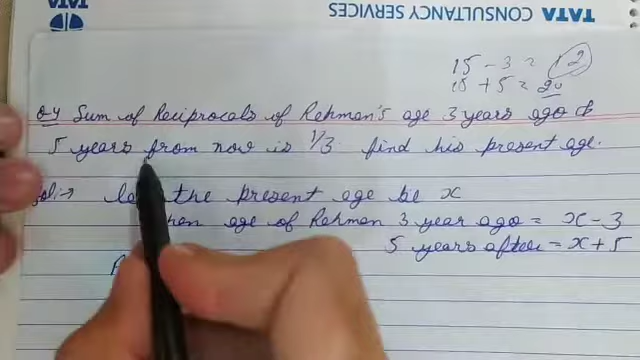 TATA CONSULTANCY SERVICES
TATA
15 - 3 = 12
15 + 5 = 20
Q4 Sum of Reciprocals of Rehman's age 3 years ago &
5 years from now is 1/3. find his present age.
Sol:→ let the present age be x
then age of Rehman 3 year ago = x - 3
5 years after = x + 5